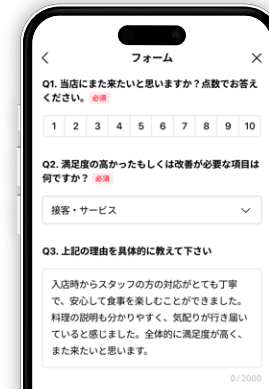 フォーム
Q1. 当店にまた来たいと思いますか？点数でお答え
ください。 必須
1 2 3 4 5 6 7 8 9 10
Q2. 満足度の高かったもしくは改善が必要な項目は
何ですか？ 必須
接客・サービス
Q3. 上記の理由を具体的に教えて下さい
入店時からスタッフの方の対応がとても丁寧
で、安心して食事を楽しむことができました。
料理の説明も分かりやすく、気配りが行き届い
ていると感じました。全体的に満足度が高く、
また来たいと思います。
0/2000